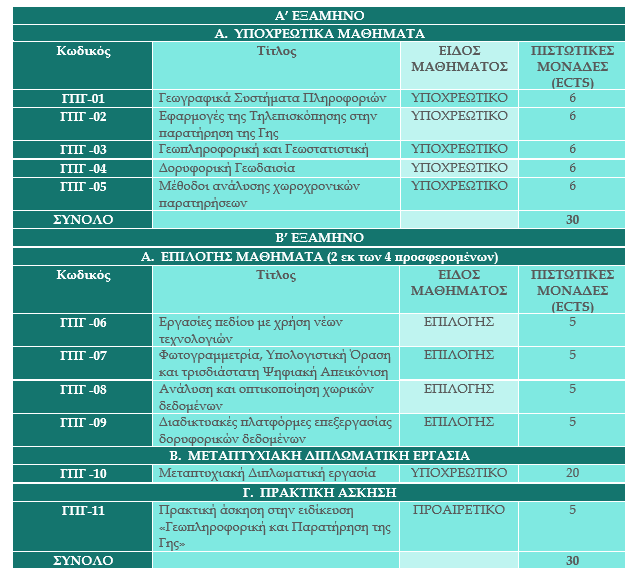 Α’ ΕΞΑΜΗΝΟ
Α. ΥΠΟΧΡΕΩΤΙΚΑ ΜΑΘΗΜΑΤΑ
Κωδικός Τίτλος ΕΙΔΟΣ ΜΑΘΗΜΑΤΟΣ ΠΙΣΤΩΤΙΚΕΣ ΜΟΝΑΔΕΣ (ECTS)
ΓΠΓ-01 Γεωγραφικά Συστήματα Πληροφοριών ΥΠΟΧΡΕΩΤΙΚΟ 6
ΓΠΓ -02 Εφαρμογές της Τηλεπισκόπησης στην ΥΠΟΧΡΕΩΤΙΚΟ 6
παρατήρηση της Γης
ΓΠΓ -03 Γεωπληροφορική και Γεωστατιστική ΥΠΟΧΡΕΩΤΙΚΟ 6
ΓΠΓ -04 Δορυφορική Γεωδαισία ΥΠΟΧΡΕΩΤΙΚΟ 6
ΓΠΓ -05 Μέθοδοι ανάλυσης χωροχρονικών ΥΠΟΧΡΕΩΤΙΚΟ 6
παρατηρήσεων
ΣΥΝΟΛΟ 30
Β’ ΕΞΑΜΗΝΟ
Α. ΕΠΙΛΟΓΗΣ ΜΑΘΗΜΑΤΑ (2 εκ των 4 προσφερομένων)
Κωδικός Τίτλος ΕΙΔΟΣ ΜΑΘΗΜΑΤΟΣ ΠΙΣΤΩΤΙΚΕΣ ΜΟΝΑΔΕΣ (ECTS)
ΓΠΓ -06 Εργασίες πεδίου με χρήση νέων ΕΠΙΛΟΓΗΣ 5
τεχνολογιών
ΓΠΓ -07 Φωτογραμμετρία, Υπολογιστική Όραση ΕΠΙΛΟΓΗΣ 5
και τρισδιάστατη Ψηφιακή Απεικόνιση
ΓΠΓ -08 Ανάλυση και οπτικοποίηση χωρικών ΕΠΙΛΟΓΗΣ 5
δεδομένων
ΓΠΓ -09 Διαδικτυακές πλατφόρμες επεξεργασίας ΕΠΙΛΟΓΗΣ 5
δορυφορικών δεδομένων
Β. ΜΕΤΑΠΤΥΧΙΑΚΗ ΔΙΠΛΩΜΑΤΙΚΗ ΕΡΓΑΣΙΑ
ΓΠΓ -10 Μεταπτυχιακή Διπλωματική εργασία ΥΠΟΧΡΕΩΤΙΚΟ 20
Γ. ΠΡΑΚΤΙΚΗ ΑΣΚΗΣΗ
ΓΠΓ-11 Πρακτική άσκηση στην ειδίκευση ΠΡΟΑΙΡΕΤΙΚΟ 5
«Γεωπληροφορική και Παρατήρηση της
Γης»
ΣΥΝΟΛΟ 30